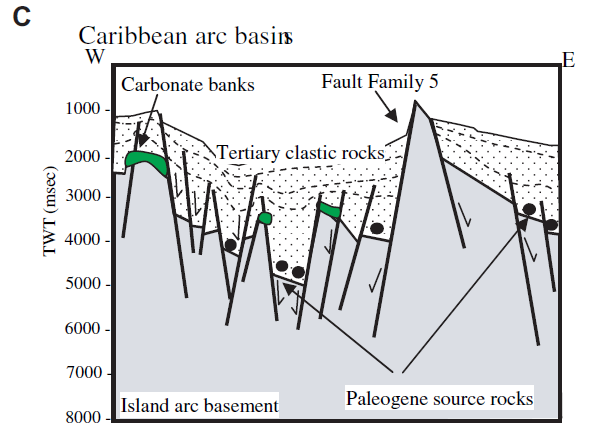 C
Caribbean arc basins
W
E
Carbonate banks
Fault Family 5
1000
Tertiary clastic rocks
2000
3000
TWT (msec)
4000
5000
6000
7000
Paleogene source rocks
Island arc basement
8000